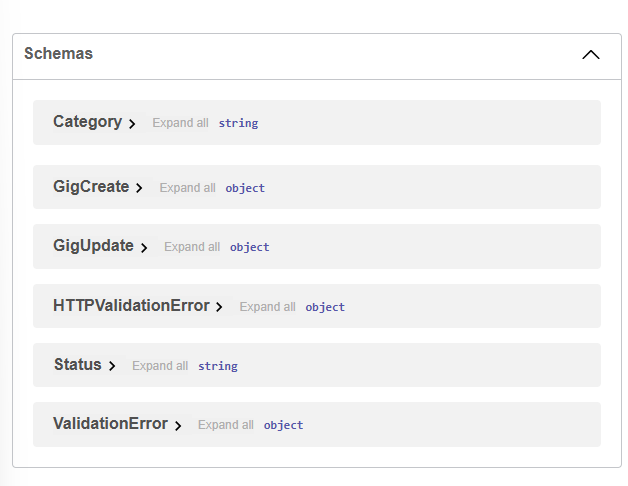 Schemas
Category Expand all string
GigCreate Expand all object
GigUpdate Expand all object
HTTPValidationError Expand all object
Status Expand all string
ValidationError Expand all object